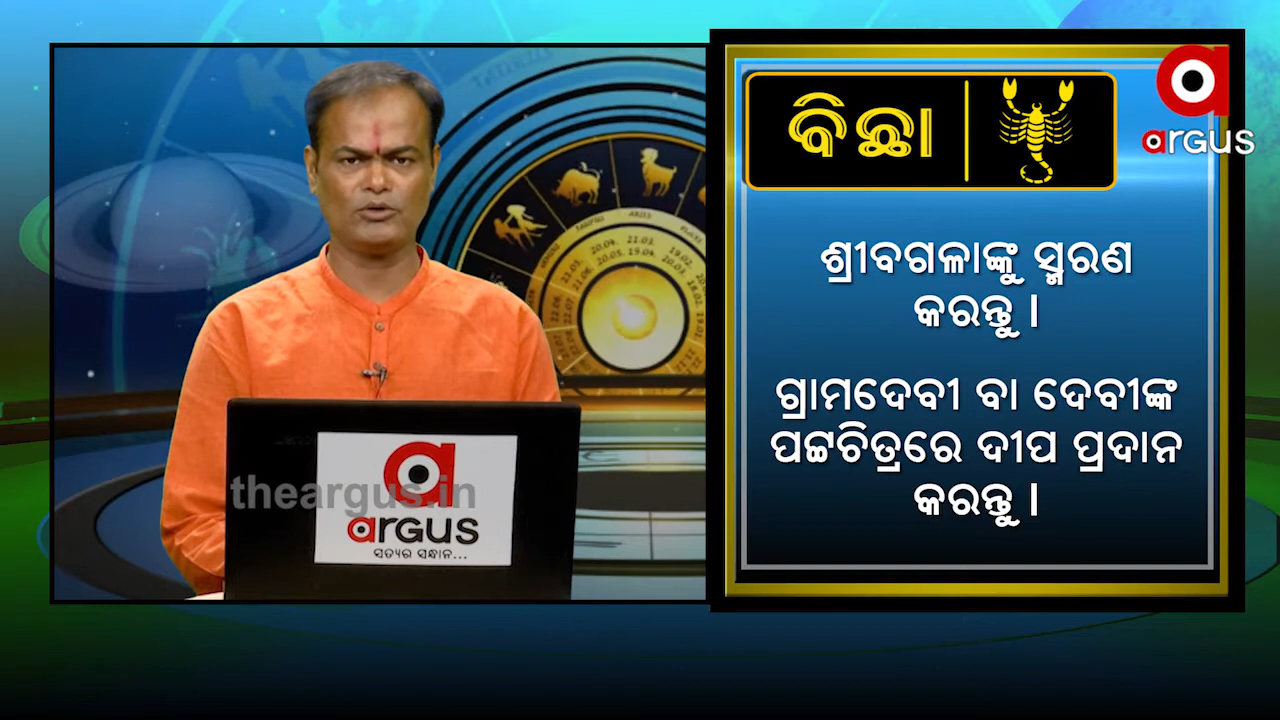 ବିଛା
argus
ଶ୍ରୀବଗଳାଙ୍କୁ ସ୍ମରଣ
କରନ୍ତୁ ।
ଗ୍ରାମଦେବୀ ବା ଦେବୀଙ୍କ
ପଟ୍ଟଚିତ୍ରରେ ଦୀପ ପ୍ରଦାନ
କରନ୍ତୁ ।
theargus.in
argus
ସତ୍ୟର ସନ୍ଧାନ...